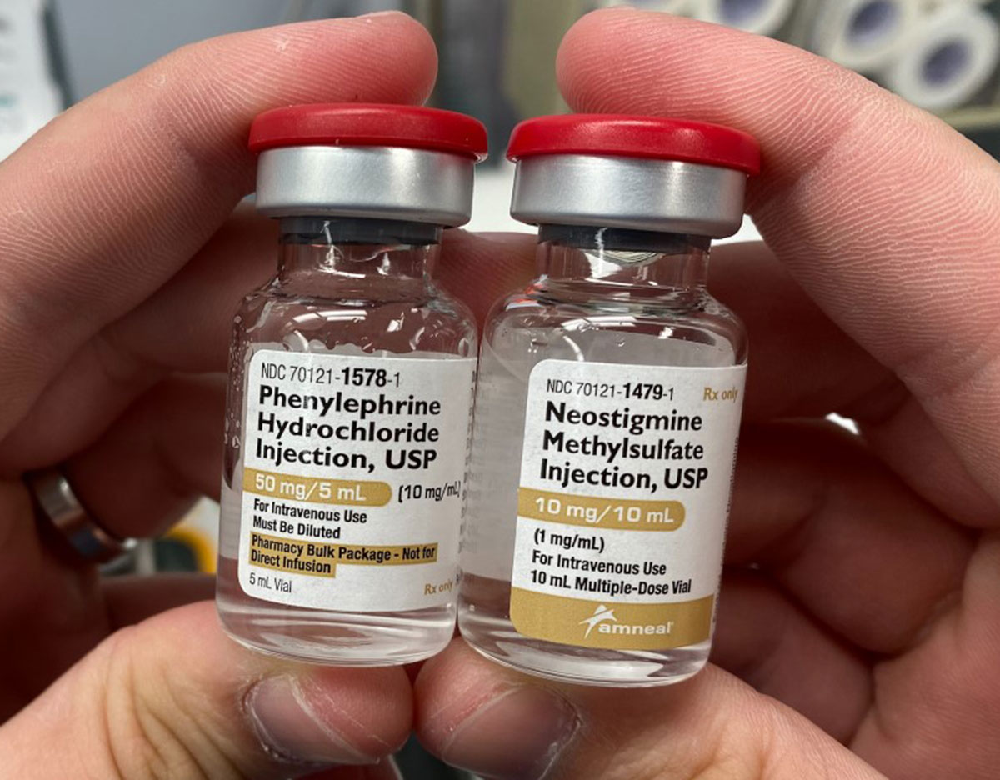 NDC 70121-1578-1
Phenylephrine
Hydrochloride
Injection, USP
50 mg/5 mL (10 mg/mL)
For Intravenous Use
Must Be Diluted
Pharmacy Bulk Package - Not for
Direct Infusion
5 mL Vial
Rx only
NDC 70121-1479-1
Rx only
Neostigmine
Methylsulfate
Injection, USP
10 mg/10 mL
(1 mg/mL)
For Intravenous Use
10 mL Multiple-Dose Vial
amneal